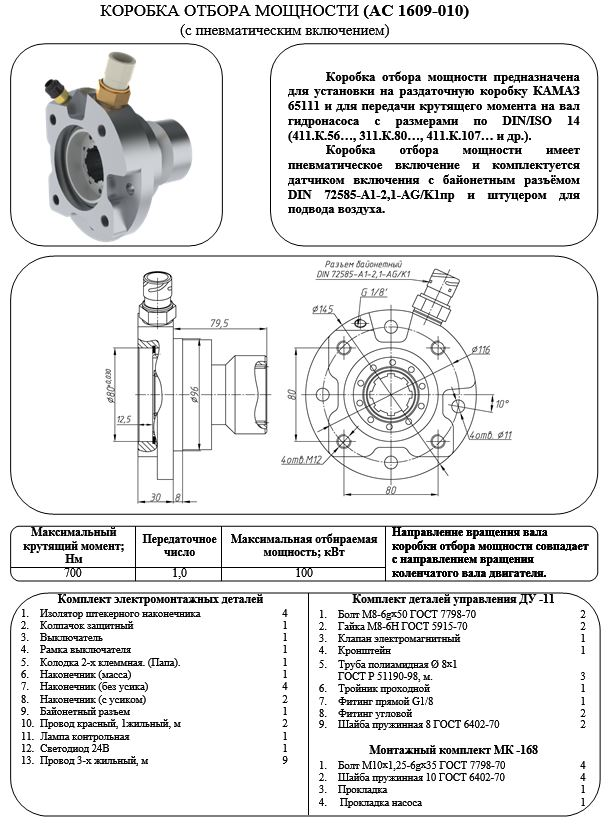 КОРОБКА ОТБОРА МОЩНОСТИ (АС 1609-010)
(с пневматическим включением)
Коробка отбора мощности предназначена
для установки на раздаточную коробку КАМАЗ
65111 и для передачи крутящего момента на вал
гидронасоса с размерами по DIN/ISO 14
(411.К.56…, 311.К.80…, 411.К.107… и др.).
Коробка отбора мощности имеет
пневматическое включение и комплектуется
датчиком включения с байонетным разъёмом
DIN 72585-А1-2,1-AG/K1пр и штуцером для
подвода воздуха.
Разъем байонетный
DIN 72585-A1-2,1-AG/K1
G 1/8'
79,5
Ø145
Ø116
Ø80+0,030
Ø96
80
12,5
10°
4 отв. Ø11
4 отв. М12
30
8
80
Максимальный
крутящий момент;
Нм
Передаточное
число
Максимальная отбираемая
мощность; кВт
Направление вращения вала
коробки отбора мощности совпадает
с направлением вращения
коленчатого вала двигателя.
700
1,0
100
Комплект электромонтажных деталей
1. Изолятор штекерного наконечника 4
2. Колпачок защитный 1
3. Выключатель 1
4. Рамка выключателя 1
5. Колодка 2-х клеммная. (Папа). 1
6. Наконечник (масса) 1
7. Наконечник (без усика) 4
8. Наконечник (с усиком) 2
9. Байонетный разъем 1
10. Провод красный, 1жильный, м 2
11. Лампа контрольная 1
12. Светодиод 24В 1
13. Провод 3-х жильный, м 9
Комплект деталей управления ДУ -11
1. Болт М8-6gх50 ГОСТ 7798-70 2
2. Гайка М8-6Н ГОСТ 5915-70 2
3. Клапан электромагнитный 1
4. Кронштейн 1
5. Труба полиамидная Ø 8х1
ГОСТ Р 51190-98, м. 3
6. Тройник проходной 1
7. Фитинг прямой G1/8 1
8. Фитинг угловой 2
9. Шайба пружинная 8 ГОСТ 6402-70 2
Монтажный комплект МК -168
1. Болт М10х1,25-6gх35 ГОСТ 7798-70 4
2. Шайба пружинная 10 ГОСТ 6402-70 4
3. Прокладка 1
4. Прокладка насоса 1